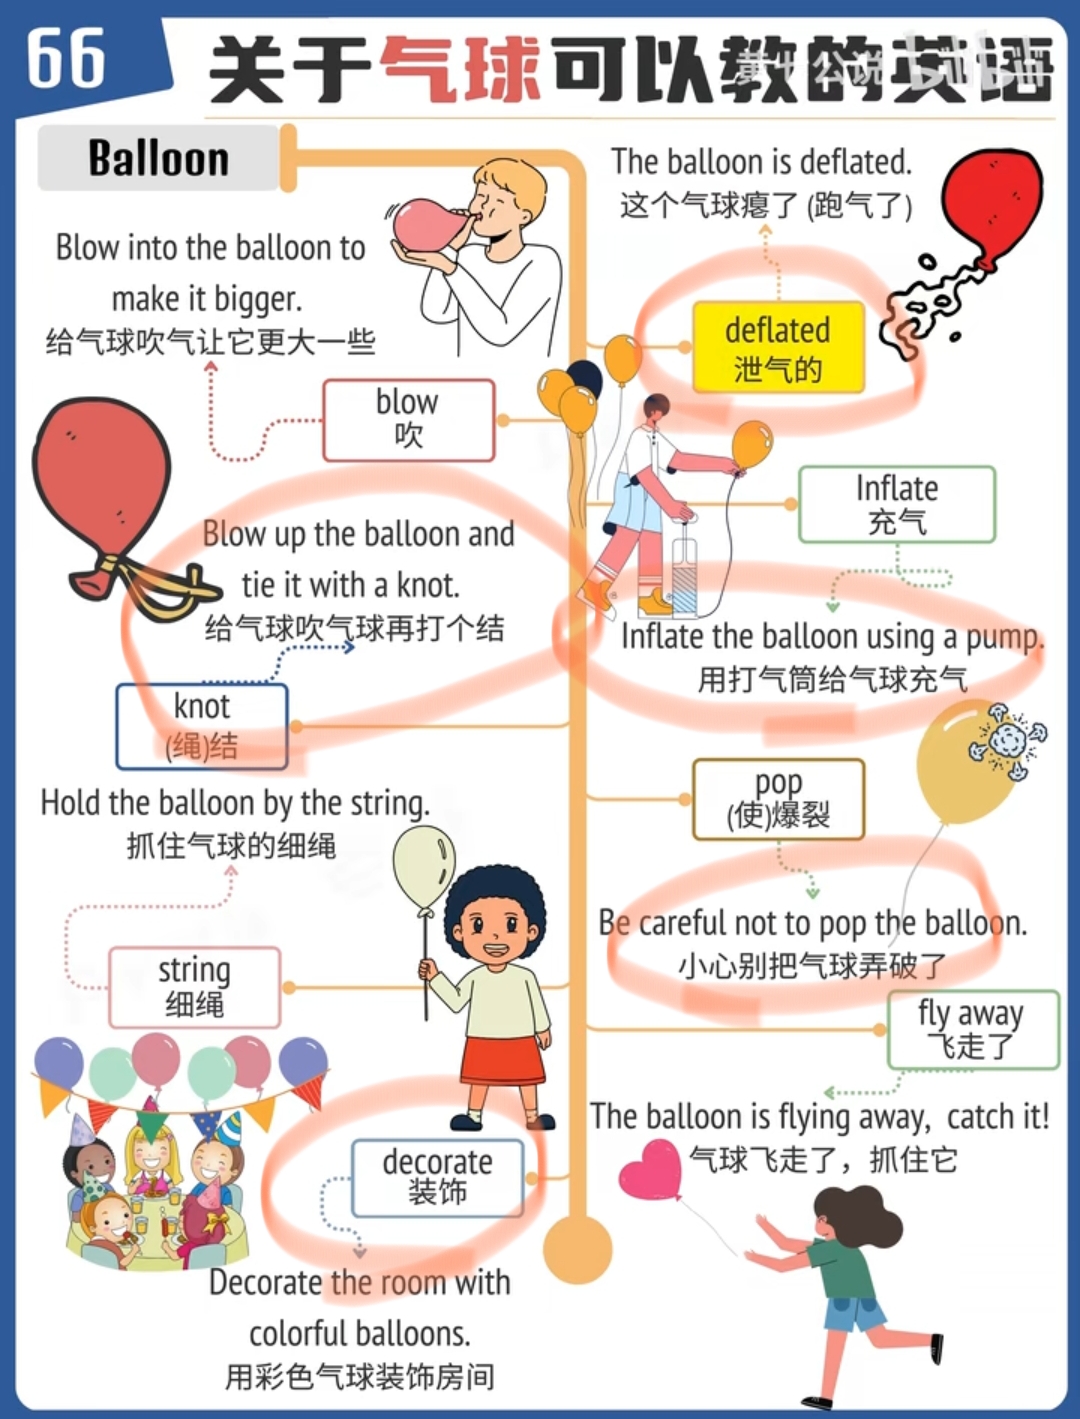 66
关于气球可以教的英语
Balloon
Blow into the balloon to
make it bigger.
给气球吹气让它更大一些
blow
吹
Blow up the balloon and
tie it with a knot.
给气球吹气球再打个结
knot
(绳)结
Hold the balloon by the string.
抓住气球的细绳
string
细绳
decorate
装饰
Decorate the room with
colorful balloons.
用彩色气球装饰房间
The balloon is deflated.
这个气球瘪了 (跑气了)
deflated
泄气的
Inflate
充气
Inflate the balloon using a pump.
用打气筒给气球充气
pop
(使)爆裂
Be careful not to pop the balloon.
小心别把气球弄破了
fly away
飞走了
The balloon is flying away, catch it!
气球飞走了，抓住它